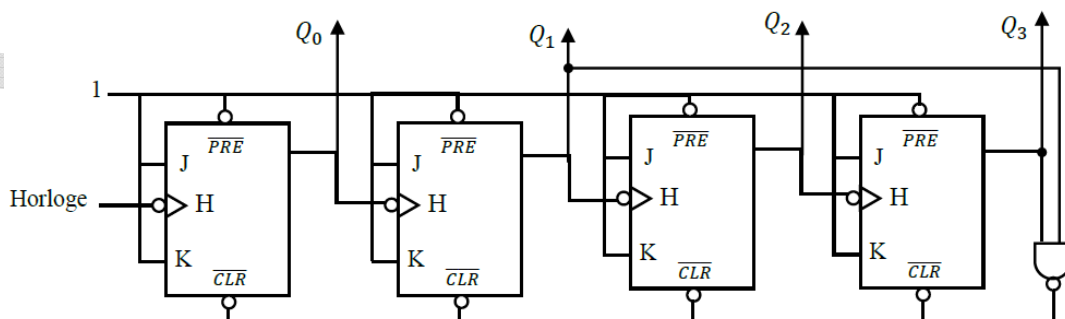 Q₀ Q₁ Q₂ Q₃
1
PRE PRE PRE PRE
J J J J
Horloge H H H H
K K K K
CLR CLR CLR CLR